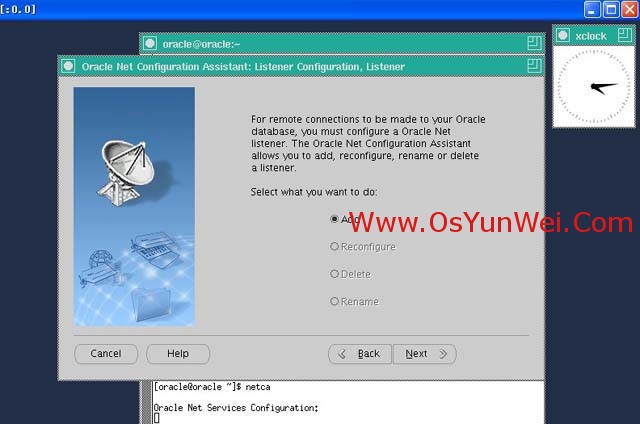 [:0.0]
oracle@oracle:~
xclock
Oracle Net Configuration Assistant: Listener Configuration, Listener
For remote connections to be made to your Oracle
database, you must configure a Oracle Net
listener. The Oracle Net Configuration Assistant
allows you to add, reconfigure, rename or delete
a listener.
Select what you want to do:
Add
Www.OsYunWei.Com
Reconfigure
Delete
Rename
Cancel
Help
Back
Next
[oracle@oracle ~]$ netca
Oracle Net Services Configuration: